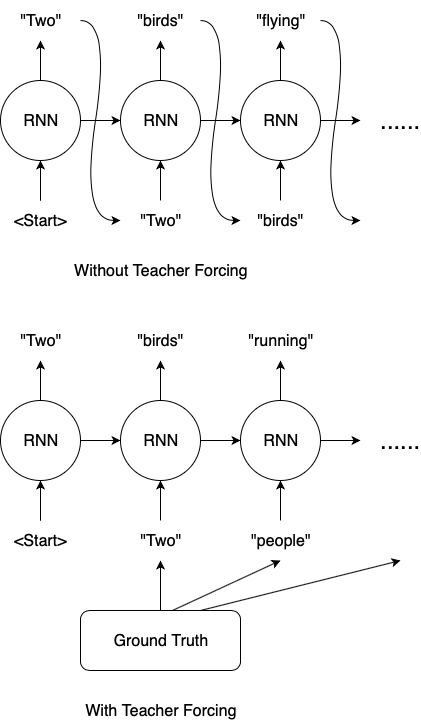 "Two" "birds" "flying"
RNN RNN RNN ......
<Start> "Two" "birds"
Without Teacher Forcing
"Two" "birds" "running"
RNN RNN RNN ......
<Start> "Two" "people"
Ground Truth
With Teacher Forcing